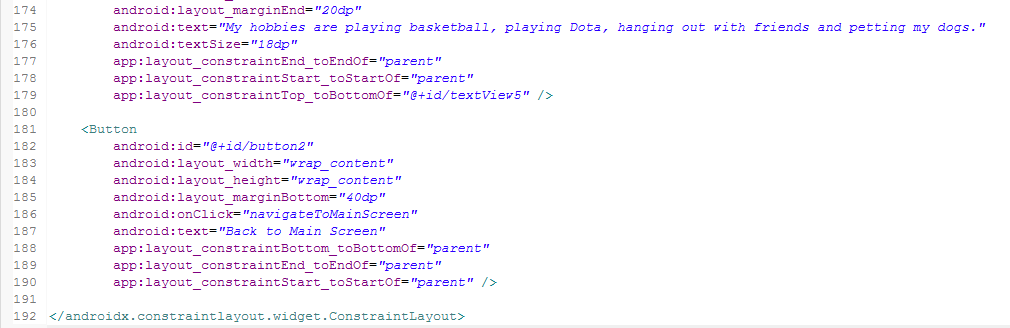 174 android:layout_marginEnd="20dp"
175 android:text="My hobbies are playing basketball, playing Dota, hanging out with friends and petting my dogs."
176 android:textSize="18dp"
177 app:layout_constraintEnd_toEndOf="parent"
178 app:layout_constraintStart_toStartOf="parent"
179 app:layout_constraintTop_toBottomOf="@+id/textView5" />
180
181 <Button
182 android:id="@+id/button2"
183 android:layout_width="wrap_content"
184 android:layout_height="wrap_content"
185 android:layout_marginBottom="40dp"
186 android:onClick="navigateToMainScreen"
187 android:text="Back to Main Screen"
188 app:layout_constraintBottom_toBottomOf="parent"
189 app:layout_constraintEnd_toEndOf="parent"
190 app:layout_constraintStart_toStartOf="parent" />
191
192 </androidx.constraintlayout.widget.ConstraintLayout>